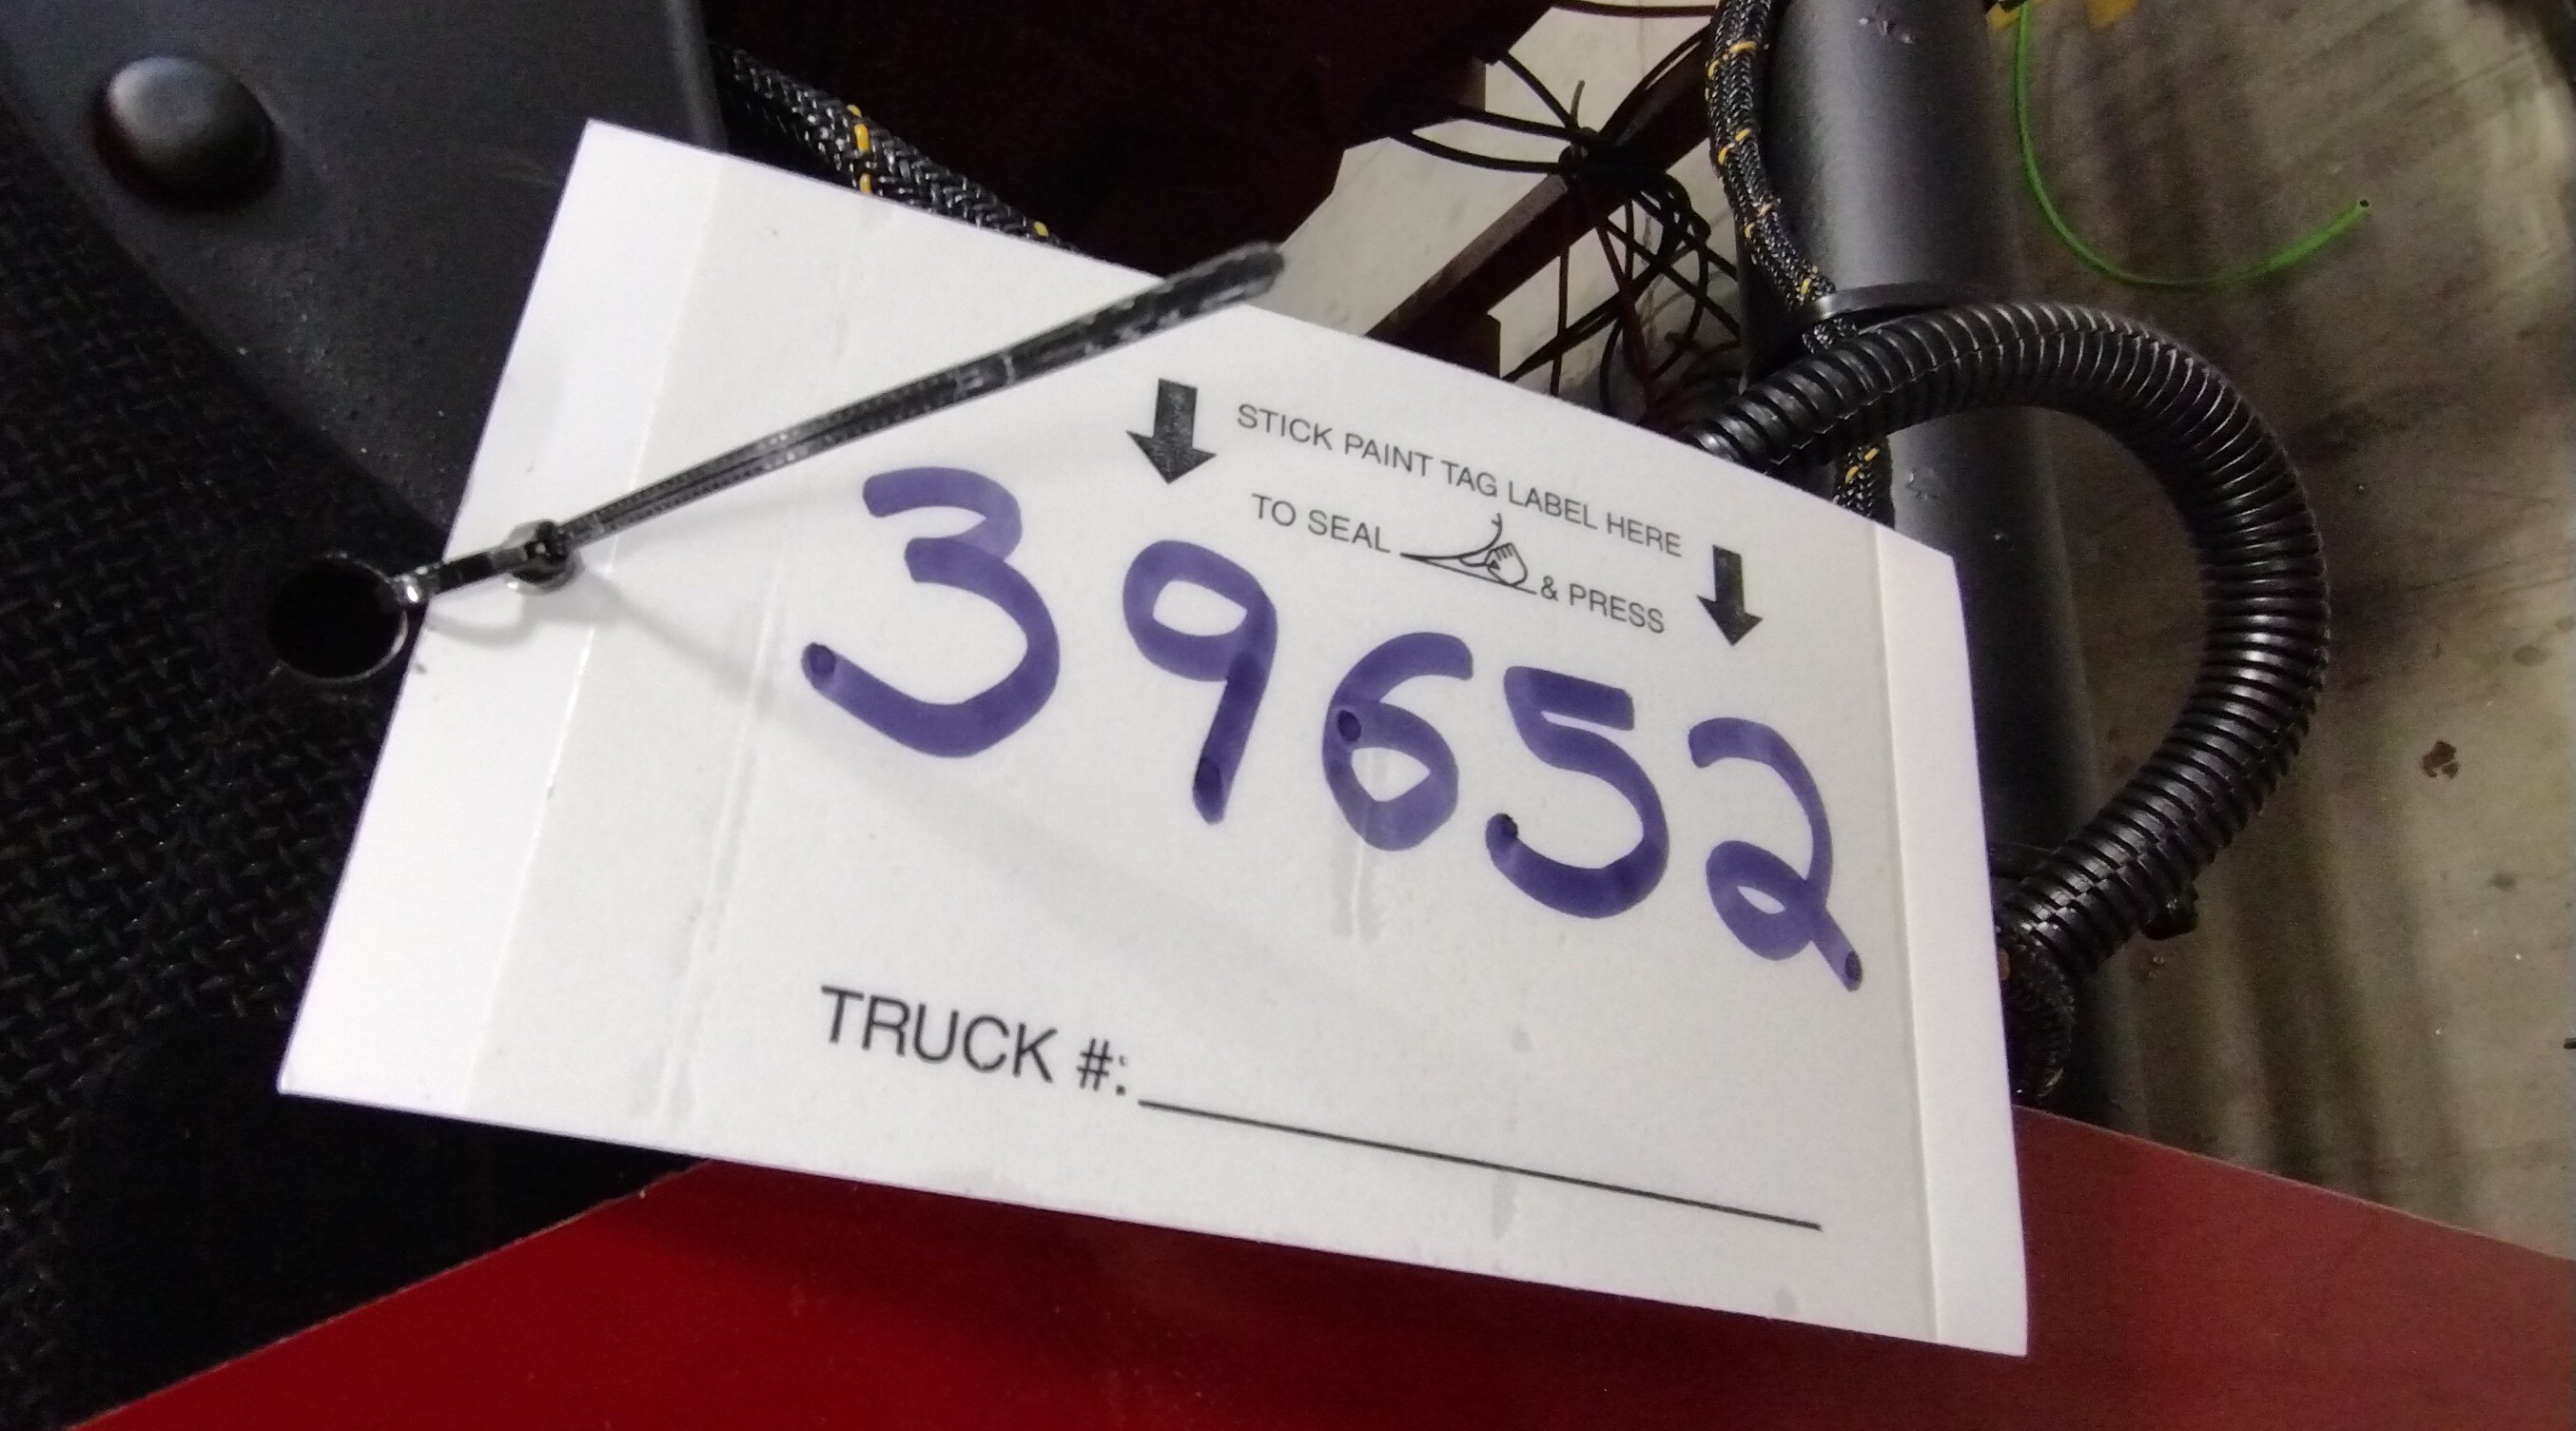 STICK PAINT TAG LABEL HERE
TO SEAL & PRESS
39652
TRUCK #: